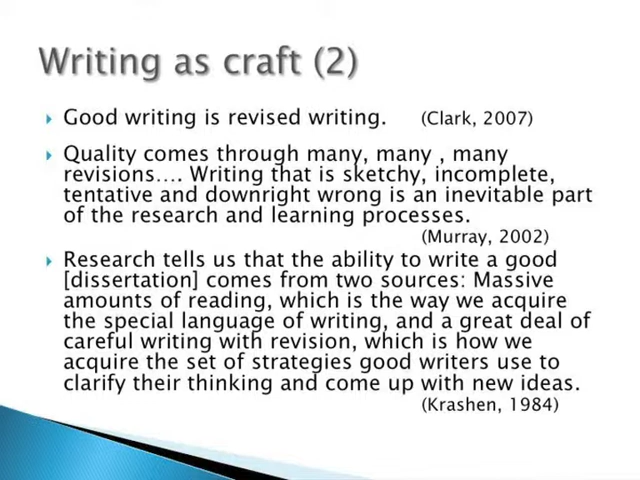 Writing as craft (2)
Good writing is revised writing. (Clark, 2007)
Quality comes through many, many , many
revisions…. Writing that is sketchy, incomplete,
tentative and downright wrong is an inevitable part
of the research and learning processes.
(Murray, 2002)
Research tells us that the ability to write a good
[dissertation] comes from two sources: Massive
amounts of reading, which is the way we acquire
the special language of writing, and a great deal of
careful writing with revision, which is how we
acquire the set of strategies good writers use to
clarify their thinking and come up with new ideas.
(Krashen, 1984)